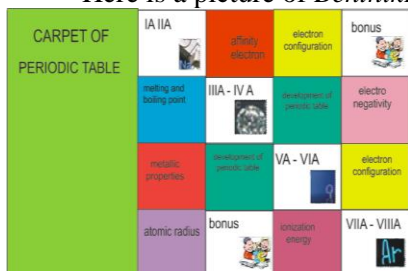 Here is a picture of
CARPET OF
PERIODIC TABLE
IA IIA
affinity
electron
electron
configuration
bonus
melting and
boiling point
IIIA - IV A
development of
periodic table
electro
negativity
metallic
properties
development of
periodic table
VA - VIA
electron
configuration
atomic radius
bonus
ionization
energy
VIIA - VIIIA
Ar